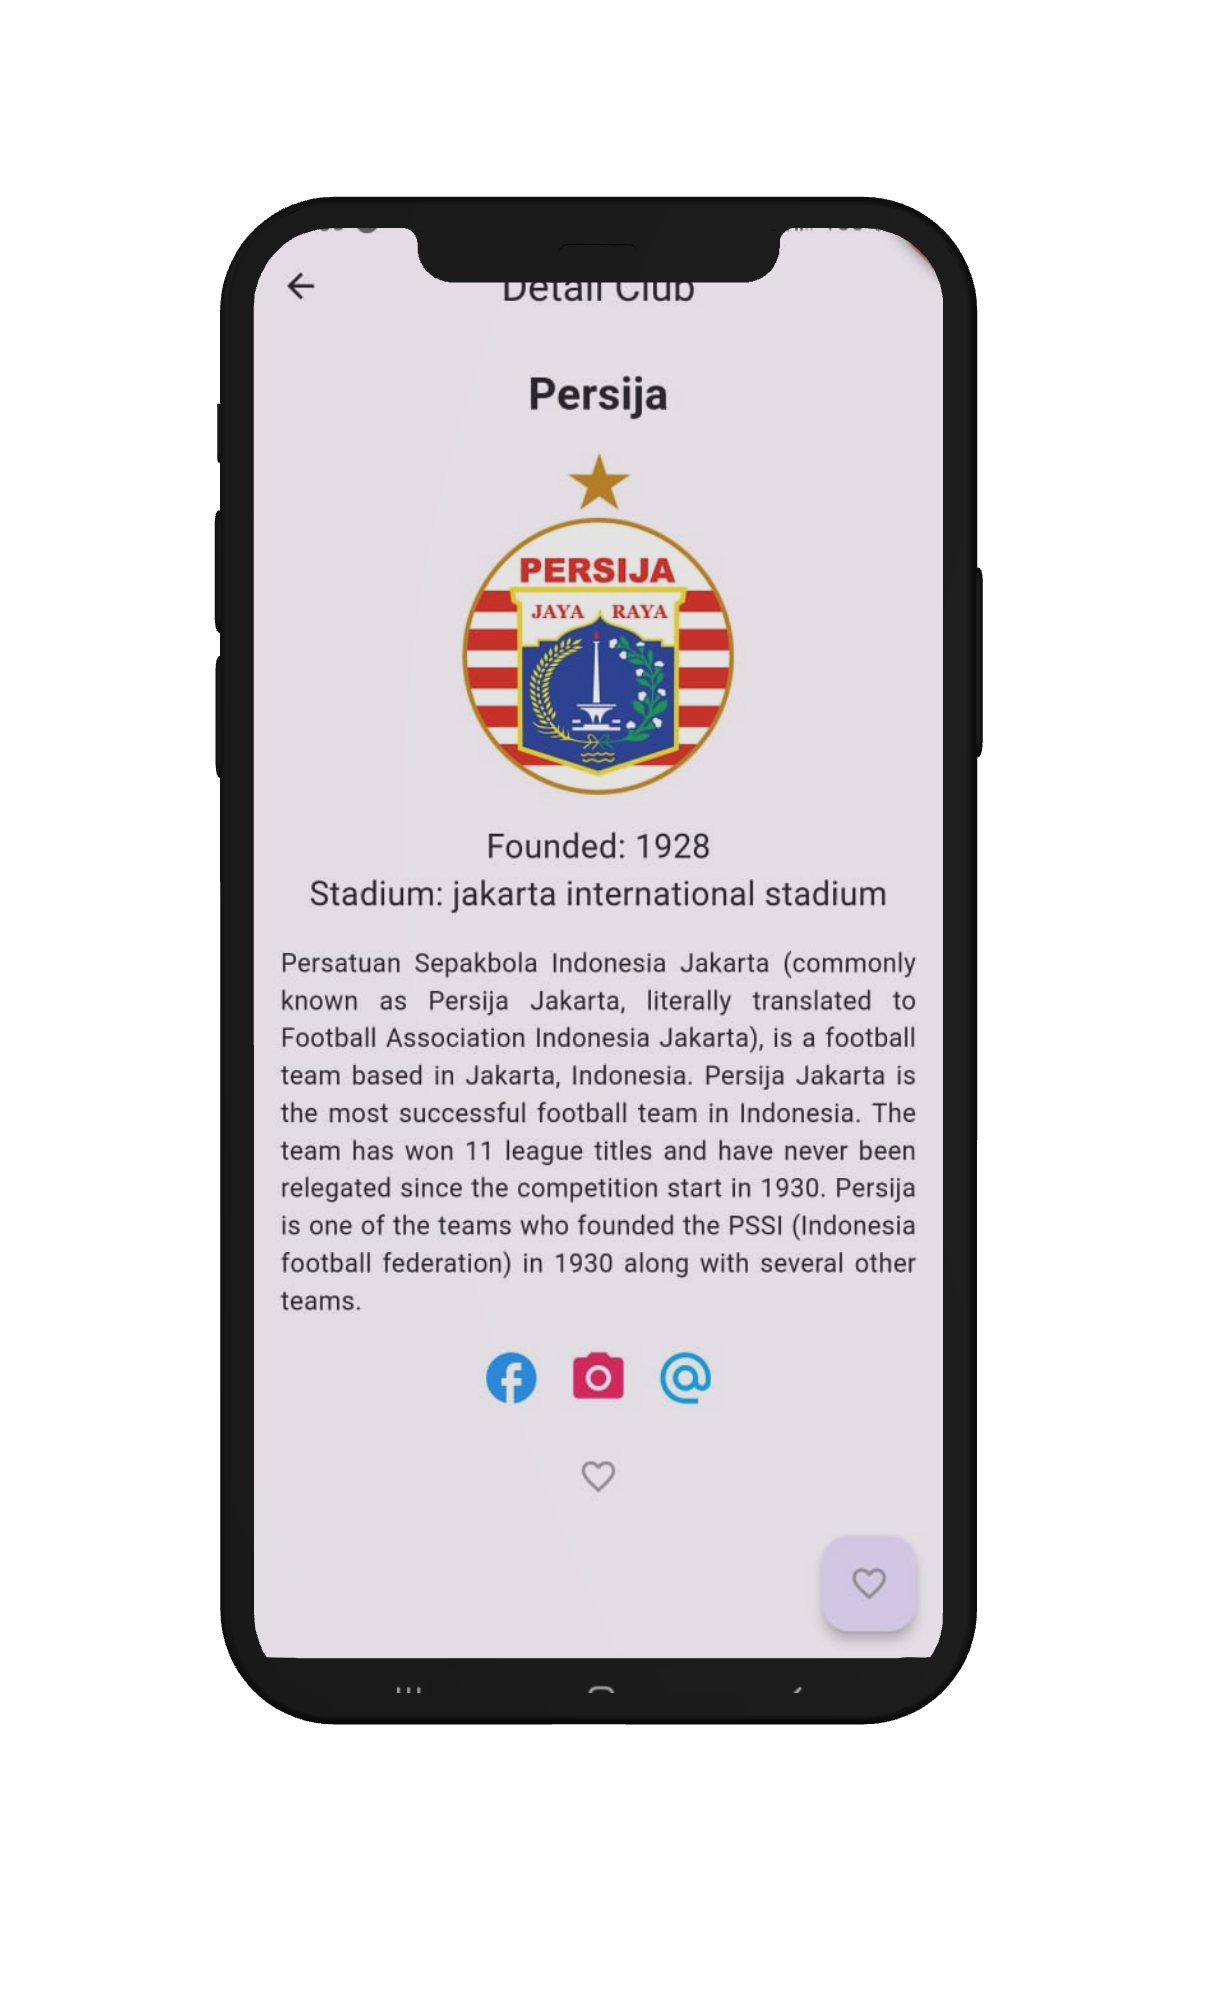 Detail Club
Persija
PERSIJA
JAYA RAYA
Founded: 1928
Stadium: jakarta international stadium
Persatuan Sepakbola Indonesia Jakarta (commonly
known as Persija Jakarta, literally translated to
Football Association Indonesia Jakarta), is a football
team based in Jakarta, Indonesia. Persija Jakarta is
the most successful football team in Indonesia. The
team has won 11 league titles and have never been
relegated since the competition start in 1930. Persija
is one of the teams who founded the PSSI (Indonesia
football federation) in 1930 along with several other
teams.